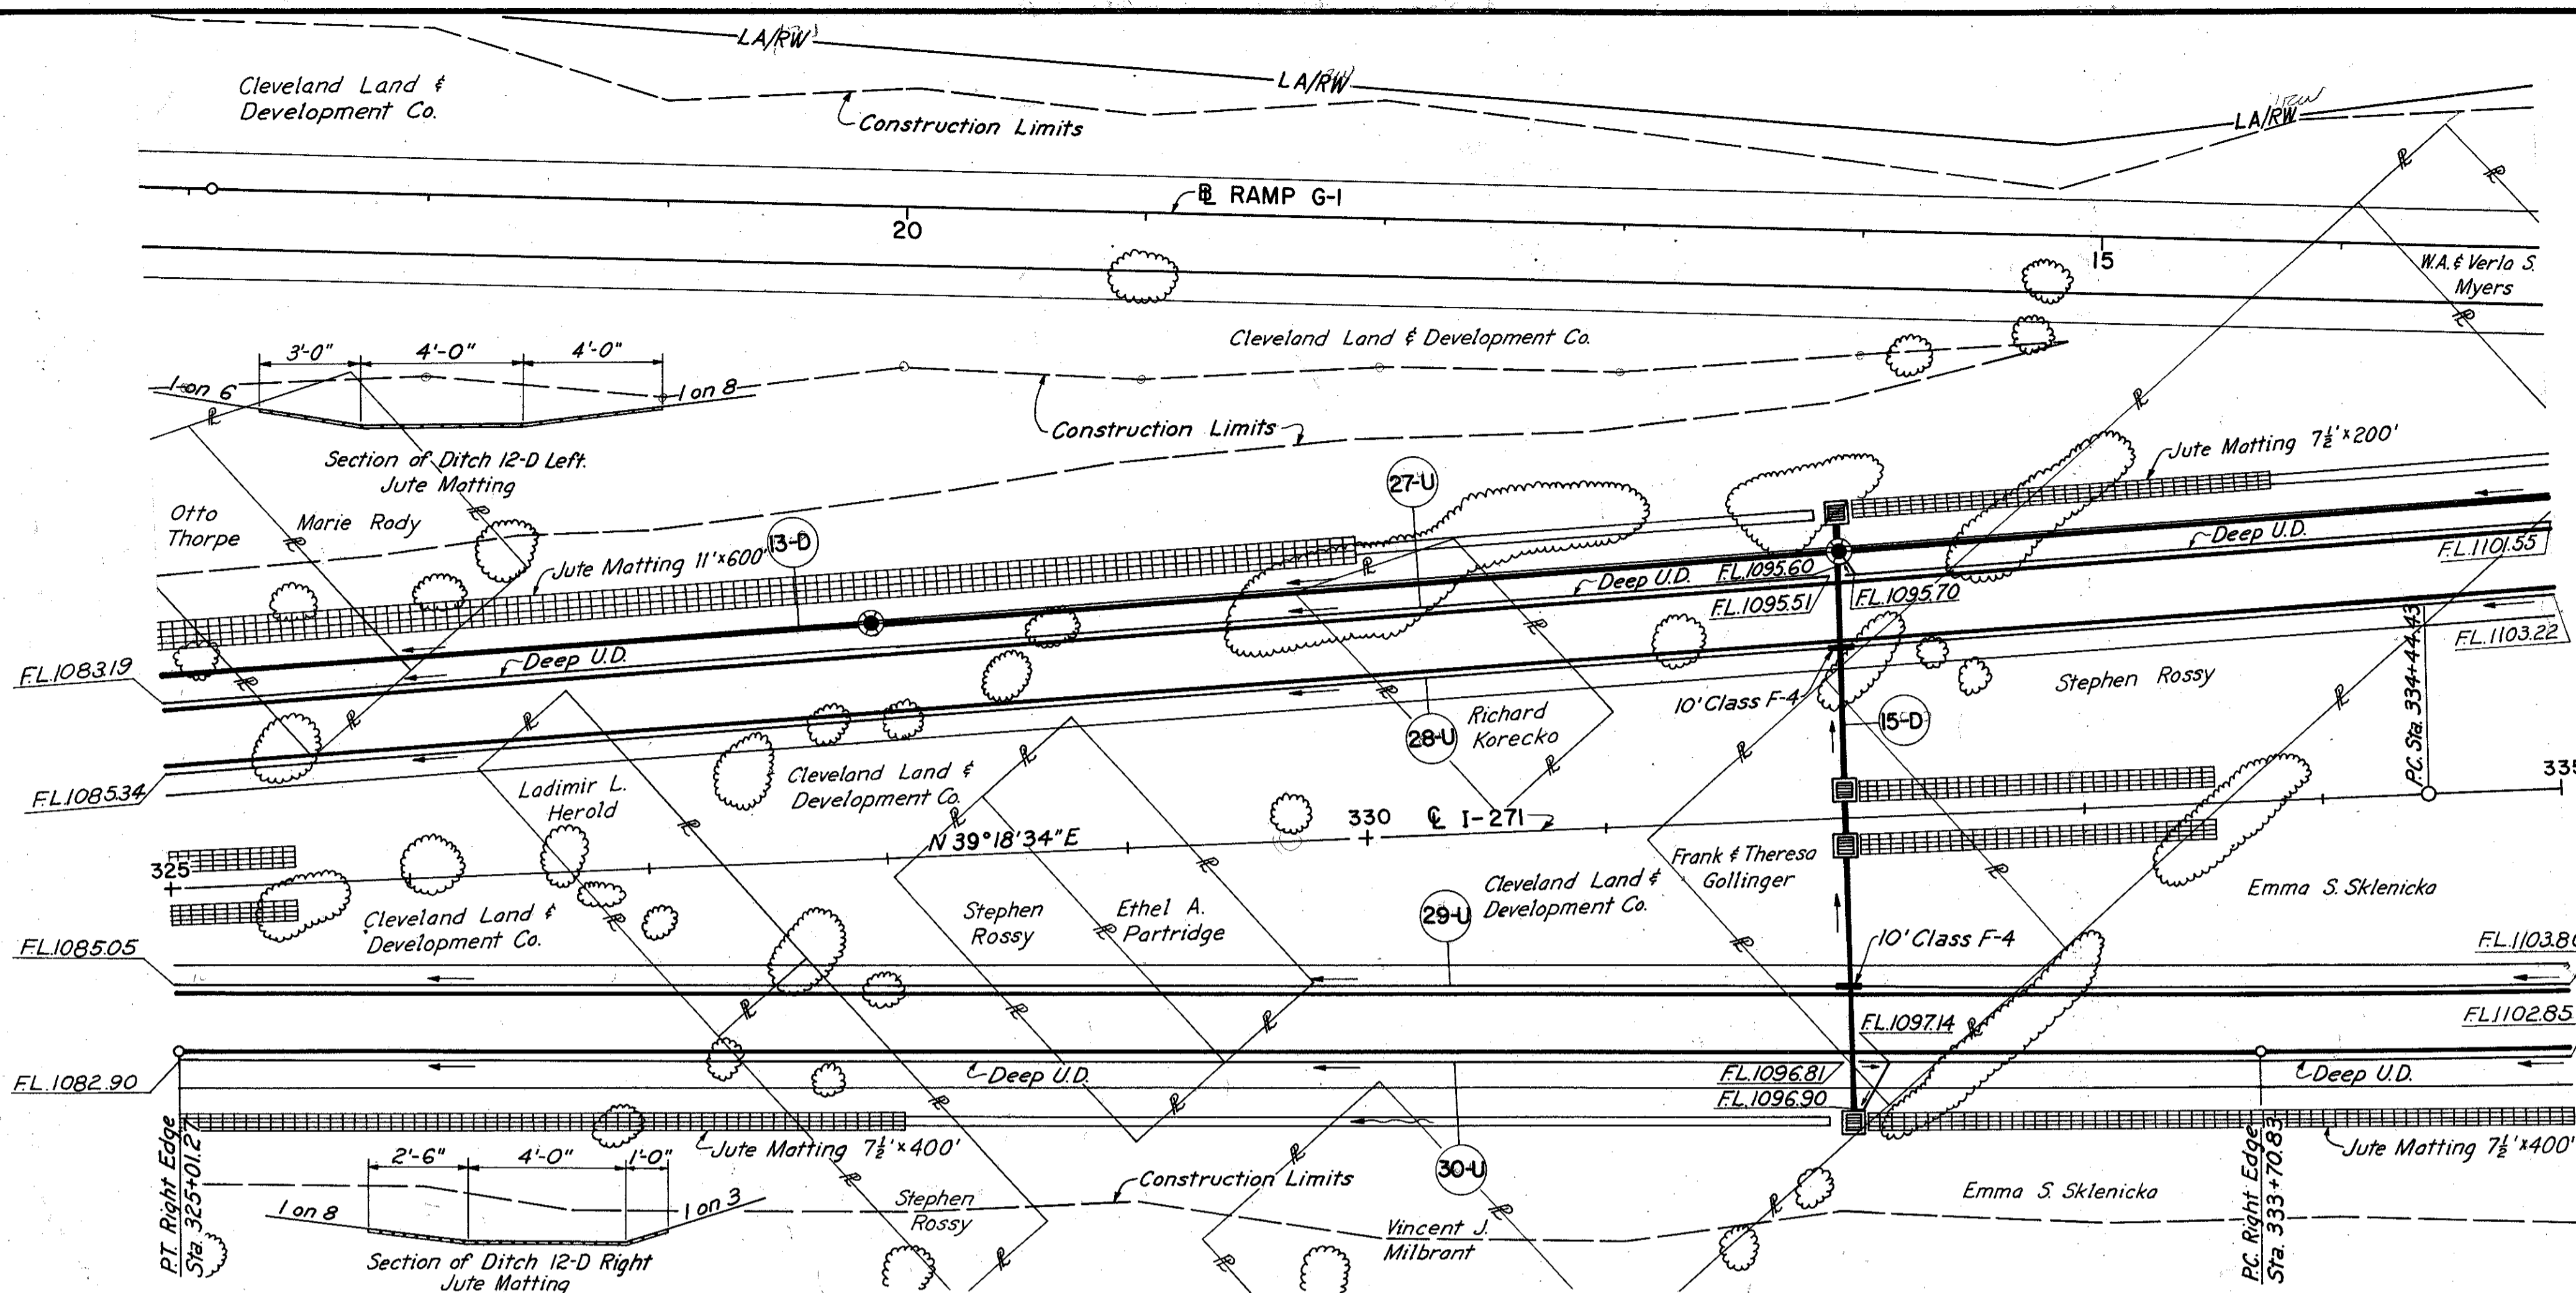 LA/RW
LA/RW
LA/RW
Cleveland Land &
Development Co.
Construction Limits
B̲L RAMP G-1
20
15
W.A. & Verla S.
Myers
Cleveland Land & Development Co.
3'-0"
4'-0"
4'-0"
1 on 6
1 on 8
Construction Limits
Section of Ditch 12-D Left.
Jute Matting
Jute Matting 7½'x200'
27-U
Otto
Thorpe
Marie Rody
13-D
Jute Matting 11'x600'
Deep U.D.
F.L.1101.55
Deep U.D.
F.L.1095.60
F.L.1095.51
F.L.1095.70
F.L.1083.19
Deep U.D.
F.L.1103.22
P.C. Sta. 334+44.43
Stephen Rossy
10' Class F-4
15-D
Richard
Korecko
28-U
F.L.1085.34
Ladimir L.
Herold
Cleveland Land &
Development Co.
335
330
℄ I-271
N 39°18'34"E
325
Frank & Theresa
Gollinger
Cleveland Land &
Development Co.
Emma S. Sklenicka
Stephen
Rossy
Ethel A.
Partridge
29-U
Cleveland Land &
Development Co.
10' Class F-4
F.L.1085.05
F.L.1103.80
F.L.1102.85
F.L.1097.14
F.L.1082.90
Deep U.D.
F.L.1096.81
F.L.1096.90
Deep U.D.
P.T. Right Edge
Sta. 325+01.27
Jute Matting 7½'x400'
2'-6"
4'-0"
1'-0"
1 on 8
1 on 3
Section of Ditch 12-D Right
Jute Matting
Construction Limits
30-U
Stephen
Rossy
Vincent J.
Milbrant
Emma S. Sklenicka
P.C. Right Edge
Sta. 333+70.83
Jute Matting 7½'x400'